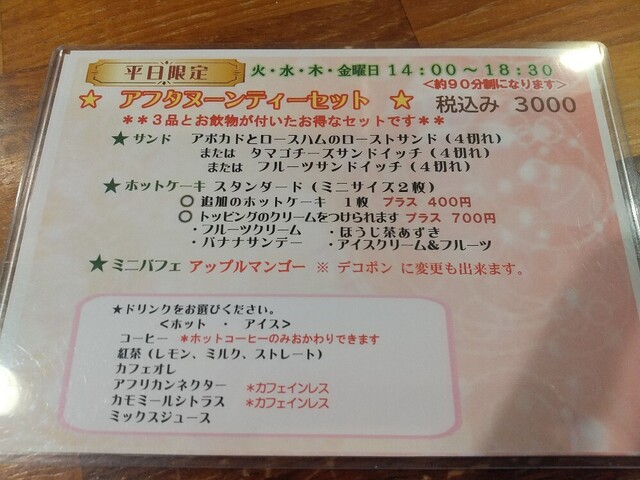 平日限定 火・水・木・金曜日 14:00～18:30
<約90分制になります>
★ アフタヌーンティーセット ★ 税込み 3000
**3品とお飲物が付いたお得なセットです**
★サンド アボカドとロースハムのローストサンド(4切れ)
または タマゴチーズサンドイッチ(4切れ)
または フルーツサンドイッチ(4切れ)
★ホットケーキ スタンダード(ミニサイズ2枚)
○ 追加のホットケーキ 1枚 プラス 400円
○ トッピングのクリームをつけられます プラス 700円
・フルーツクリーム ・ほうじ茶あずき
・バナナサンデー ・アイスクリーム&フルーツ
★ミニパフェ アップルマンゴー ※ デコポン に変更も出来ます。
★ドリンクをお選びください。
<ホット ・ アイス>
コーヒー *ホットコーヒーのみおかわりできます
紅茶(レモン、ミルク、ストレート)
カフェオレ
アフリカンネクター *カフェインレス
カモミールシトラス *カフェインレス
ミックスジュース